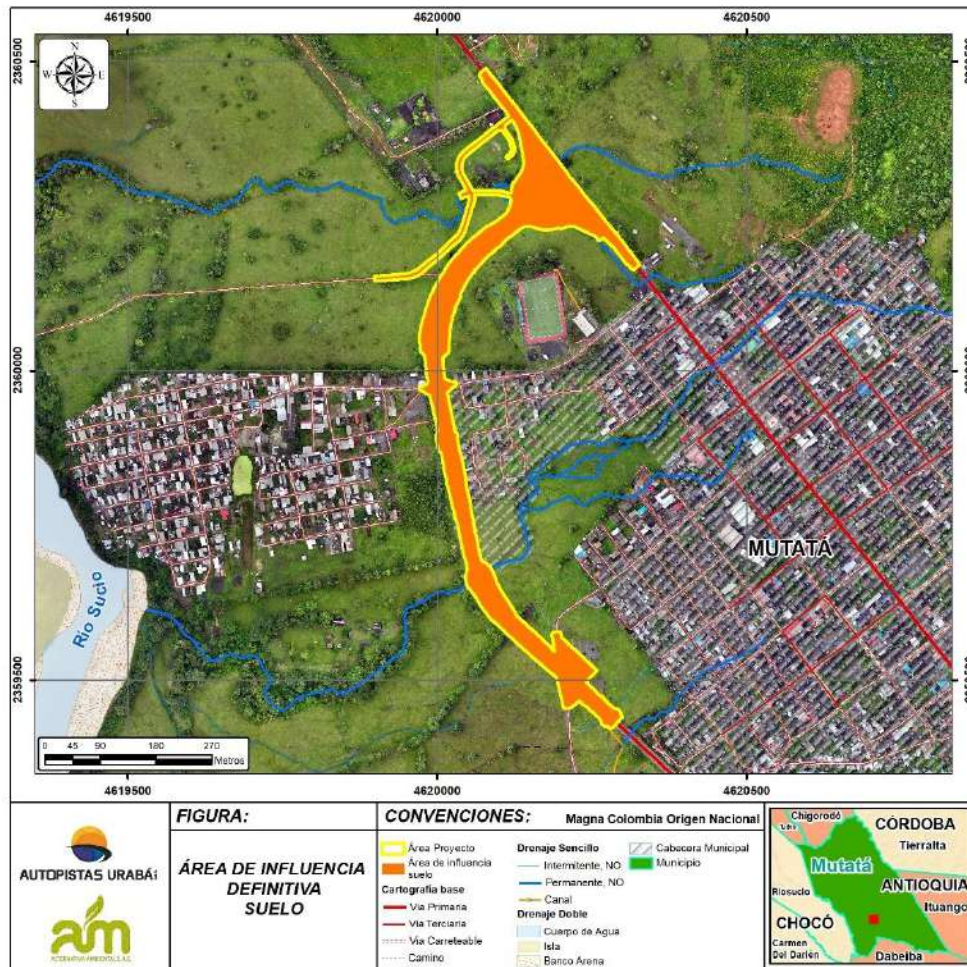 4619500 4620000 4620500
2360500
2360000
2359500
N
W E
S
MUTATÁ
Río Sucio
0 45 90 180 270
Metros
4619500 4620000 4620500
AUTOPISTAS URABÁ
FIGURA:
ÁREA DE INFLUENCIA
DEFINITIVA
SUELO
CONVENCIONES: Magna Colombia Origen Nacional
Área Proyecto
Área de influencia
suelo
Cartografía base
Vía Primaria
Vía Terciaria
Vía Carreteable
Camino
Drenaje Sencillo
Intermitente, NO
Permanente, NO
Canal
Drenaje Doble
Cuerpo de Agua
Isla
Banco Arena
Cabecera Municipal
Municipio
Chigorodó
CÓRDOBA
Tierralta
Mutatá
ANTIOQUIA
Ituango
Riosucio
CHOCÓ
Carmen
Del Darién
Dabeiba